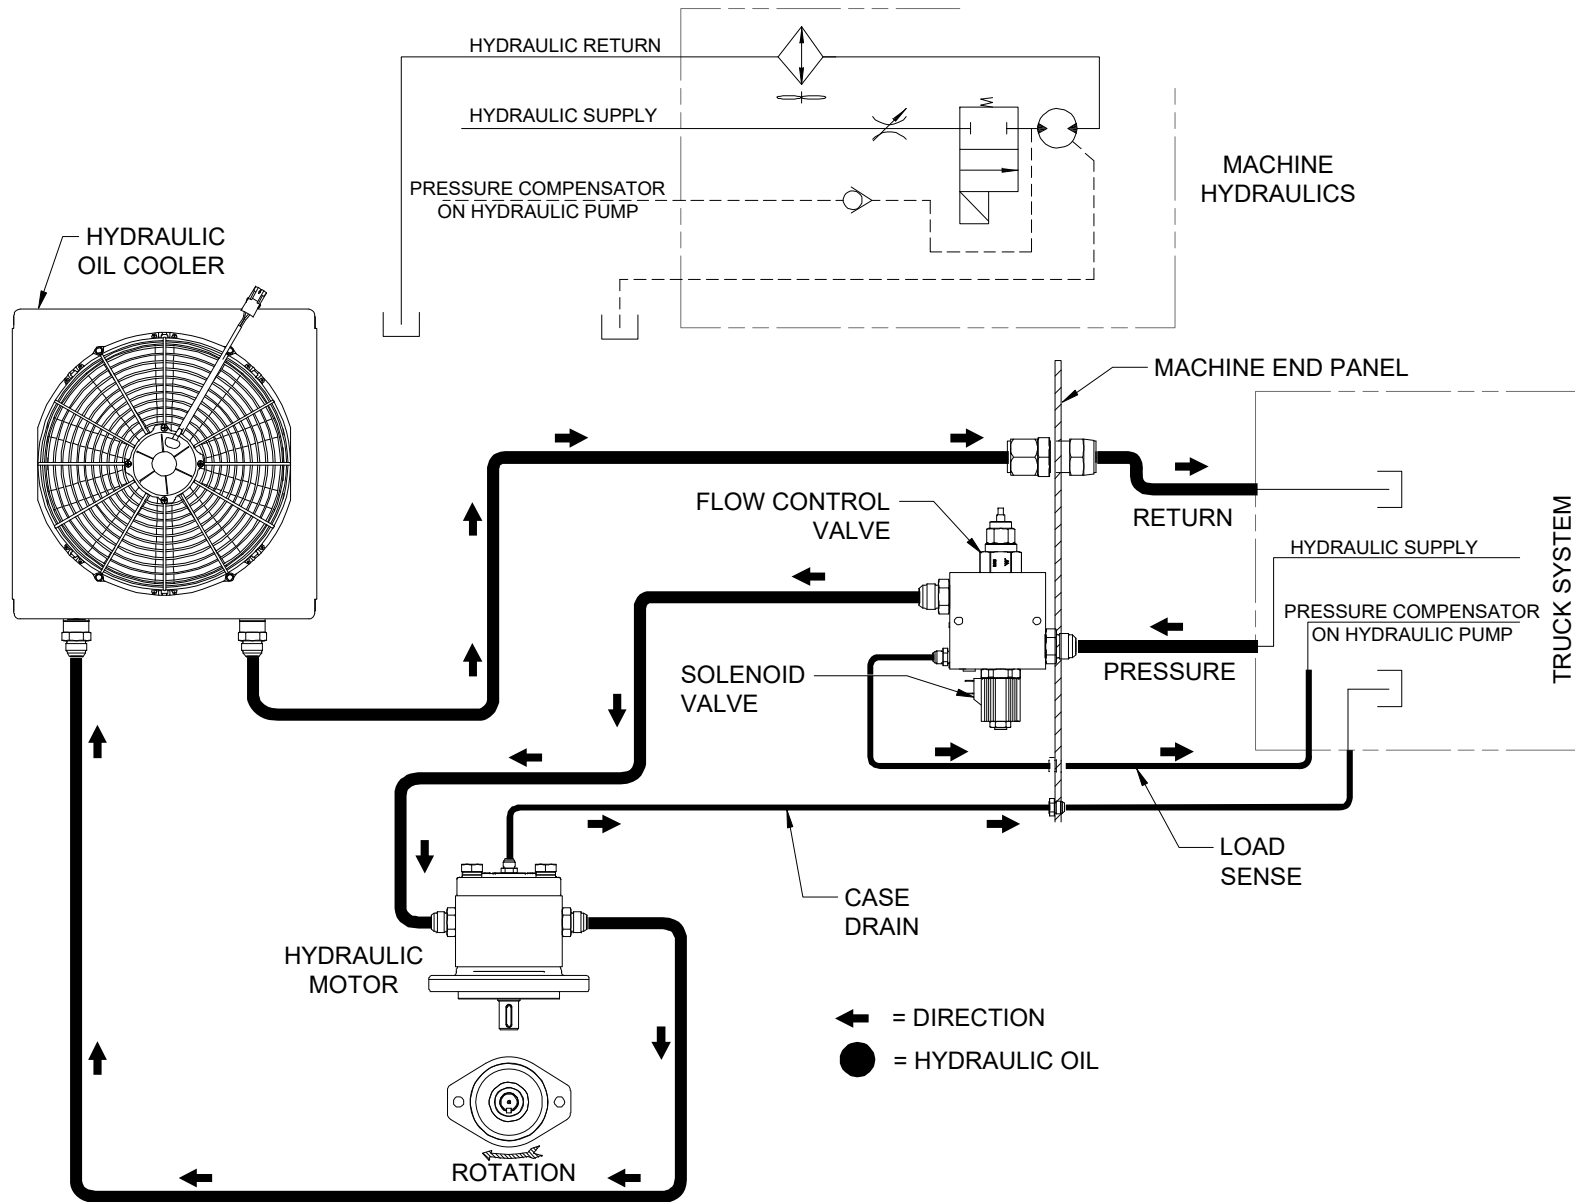 HYDRAULIC RETURN
HYDRAULIC SUPPLY
PRESSURE COMPENSATOR
ON HYDRAULIC PUMP
MACHINE
HYDRAULICS
HYDRAULIC
OIL COOLER
MACHINE END PANEL
FLOW CONTROL
VALVE
RETURN
HYDRAULIC SUPPLY
PRESSURE COMPENSATOR
ON HYDRAULIC PUMP
TRUCK SYSTEM
PRESSURE
SOLENOID
VALVE
LOAD
SENSE
CASE
DRAIN
HYDRAULIC
MOTOR
= DIRECTION
= HYDRAULIC OIL
ROTATION